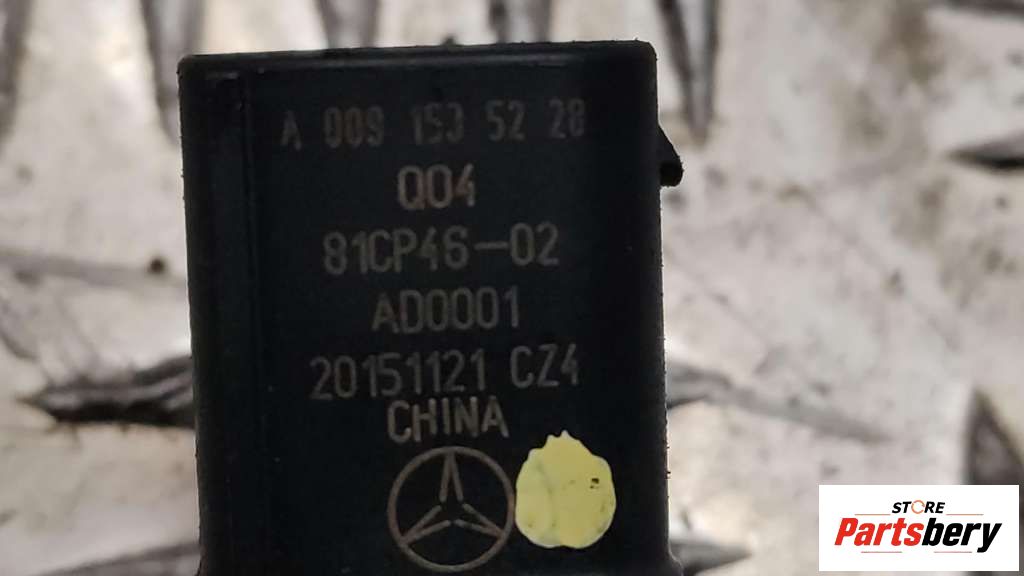 A 009 153 52 28
Q04
81CP46-02
AD0001
20151121 CZ4
CHINA
STORE
Partsbery